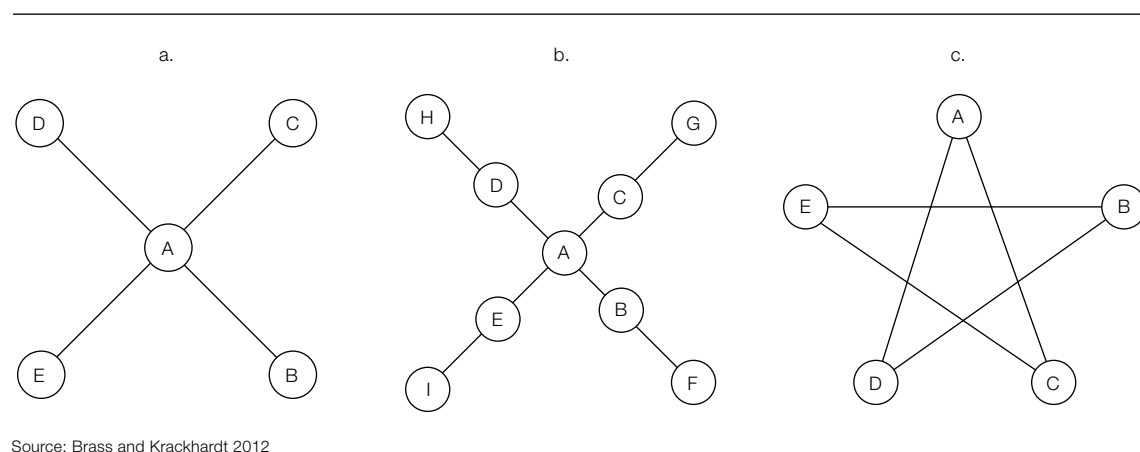 a. b. c.
D C
A
E B
H G
D C
A
E B
I F
A
E B
D C
Source: Brass and Krackhardt 2012